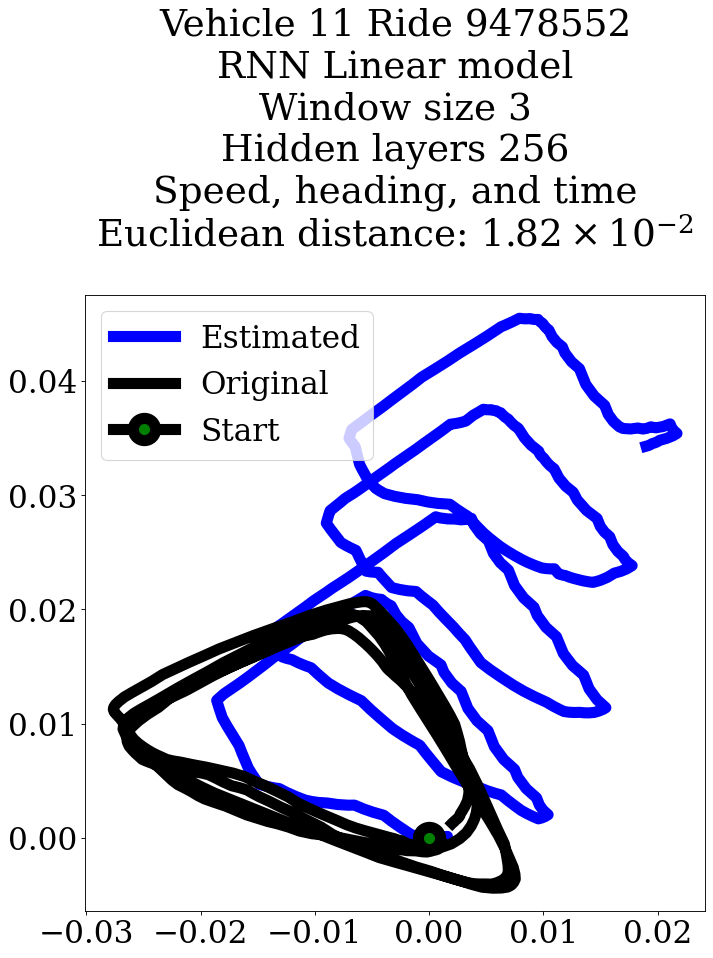 Vehicle 11 Ride 9478552
RNN Linear model
Window size 3
Hidden layers 256
Speed, heading, and time
Euclidean distance: 1.82 × 10⁻²
Estimated
Original
Start
0.04
0.03
0.02
0.01
0.00
−0.03 −0.02 −0.01 0.00 0.01 0.02